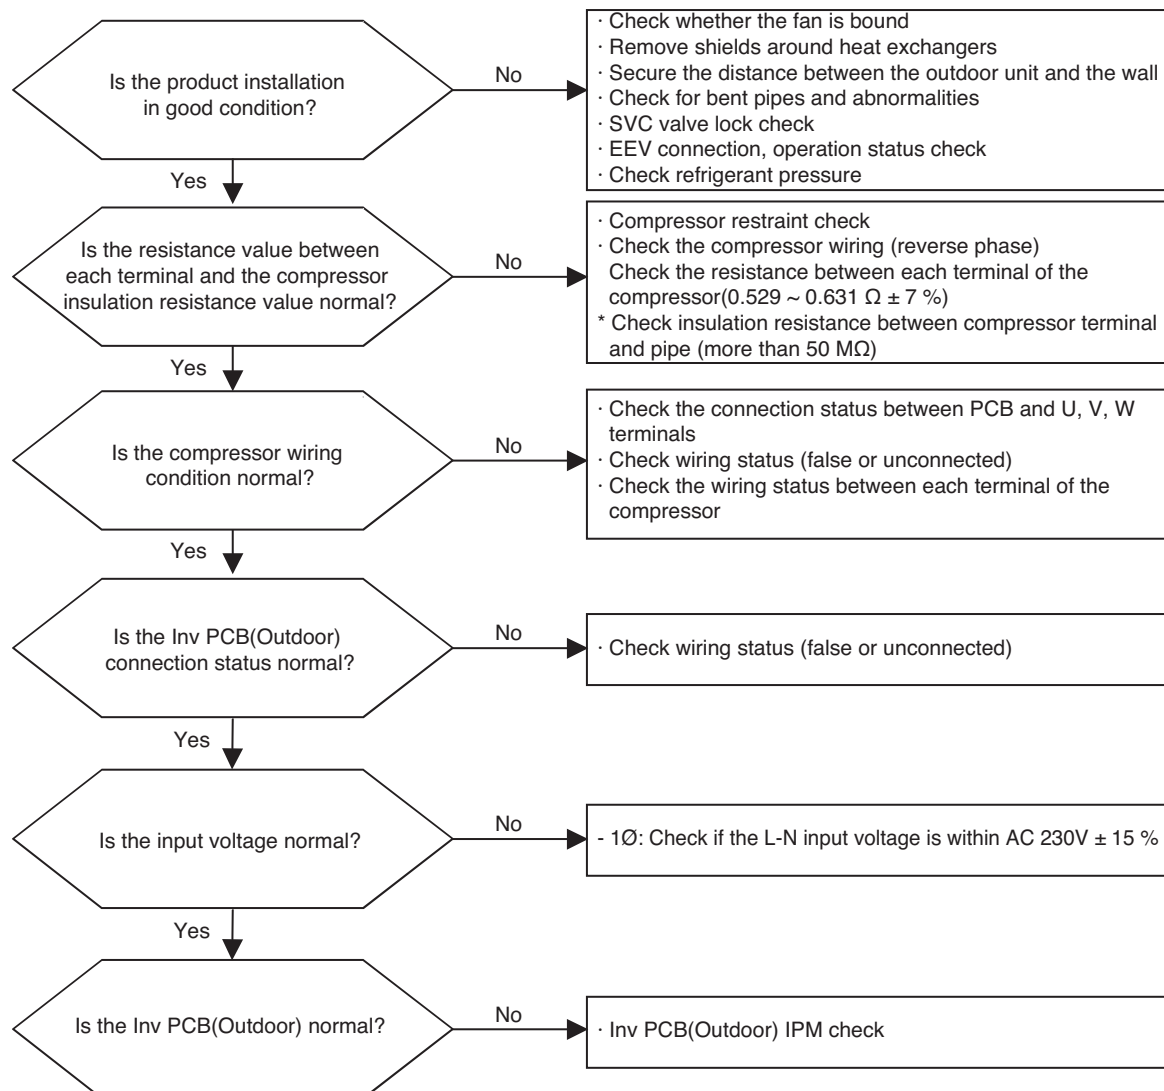 Is the product installation
in good condition?
No
· Check whether the fan is bound
· Remove shields around heat exchangers
· Secure the distance between the outdoor unit and the wall
· Check for bent pipes and abnormalities
· SVC valve lock check
· EEV connection, operation status check
· Check refrigerant pressure
Yes
Is the resistance value between
each terminal and the compressor
insulation resistance value normal?
No
· Compressor restraint check
· Check the compressor wiring (reverse phase)
Check the resistance between each terminal of the
compressor(0.529 ~ 0.631 Ω ± 7 %)
* Check insulation resistance between compressor terminal
and pipe (more than 50 MΩ)
Yes
Is the compressor wiring
condition normal?
No
· Check the connection status between PCB and U, V, W
terminals
· Check wiring status (false or unconnected)
· Check the wiring status between each terminal of the
compressor
Yes
Is the Inv PCB(Outdoor)
connection status normal?
No
· Check wiring status (false or unconnected)
Yes
Is the input voltage normal?
No
- 1Ø: Check if the L-N input voltage is within AC 230V ± 15 %
Yes
Is the Inv PCB(Outdoor) normal?
No
· Inv PCB(Outdoor) IPM check